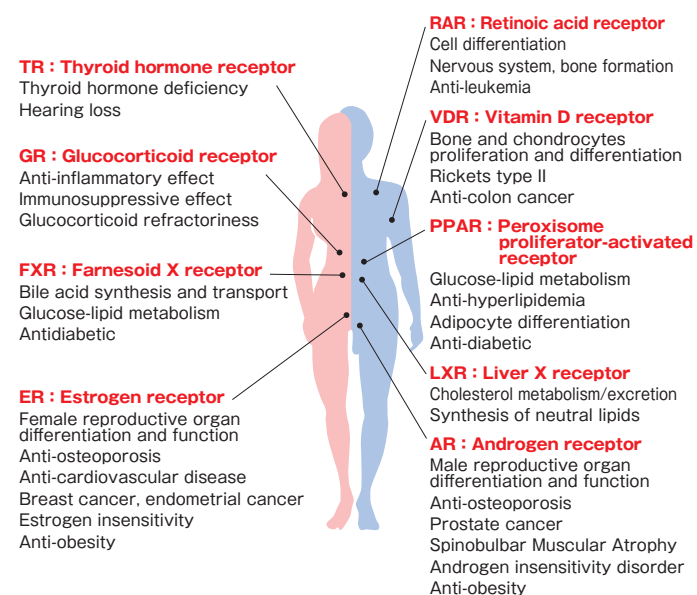 TR : Thyroid hormone receptor
Thyroid hormone deficiency
Hearing loss
GR : Glucocorticoid receptor
Anti-inflammatory effect
Immunosuppressive effect
Glucocorticoid refractoriness
FXR : Farnesoid X receptor
Bile acid synthesis and transport
Glucose-lipid metabolism
Antidiabetic
ER : Estrogen receptor
Female reproductive organ
differentiation and function
Anti-osteoporosis
Anti-cardiovascular disease
Breast cancer, endometrial cancer
Estrogen insensitivity
Anti-obesity
RAR : Retinoic acid receptor
Cell differentiation
Nervous system, bone formation
Anti-leukemia
VDR : Vitamin D receptor
Bone and chondrocytes
proliferation and differentiation
Rickets type II
Anti-colon cancer
PPAR : Peroxisome
proliferator-activated
receptor
Glucose-lipid metabolism
Anti-hyperlipidemia
Adipocyte differentiation
Anti-diabetic
LXR : Liver X receptor
Cholesterol metabolism/excretion
Synthesis of neutral lipids
AR : Androgen receptor
Male reproductive organ
differentiation and function
Anti-osteoporosis
Prostate cancer
Spinobulbar Muscular Atrophy
Androgen insensitivity disorder
Anti-obesity